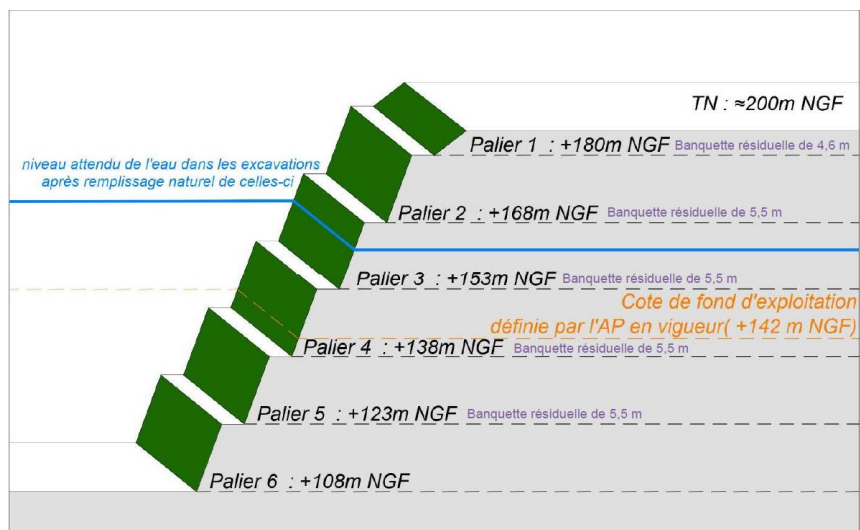 TN : ≈200m NGF
Palier 1 : +180m NGF Banquette résiduelle de 4,6 m
niveau attendu de l'eau dans les excavations
après remplissage naturel de celles-ci
Palier 2 : +168m NGF Banquette résiduelle de 5,5 m
Palier 3 : +153m NGF Banquette résiduelle de 5,5 m
Cote de fond d'exploitation
définie par l'AP en vigueur( +142 m NGF)
Palier 4 : +138m NGF Banquette résiduelle de 5,5 m
Palier 5 : +123m NGF Banquette résiduelle de 5,5 m
Palier 6 : +108m NGF